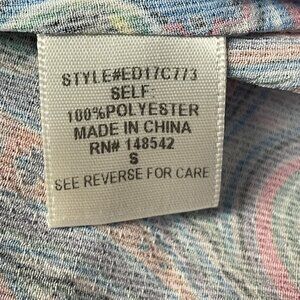 STYLE#ED17C773
SELF:
100%POLYESTER
MADE IN CHINA
RN# 148542
S
SEE REVERSE FOR CARE